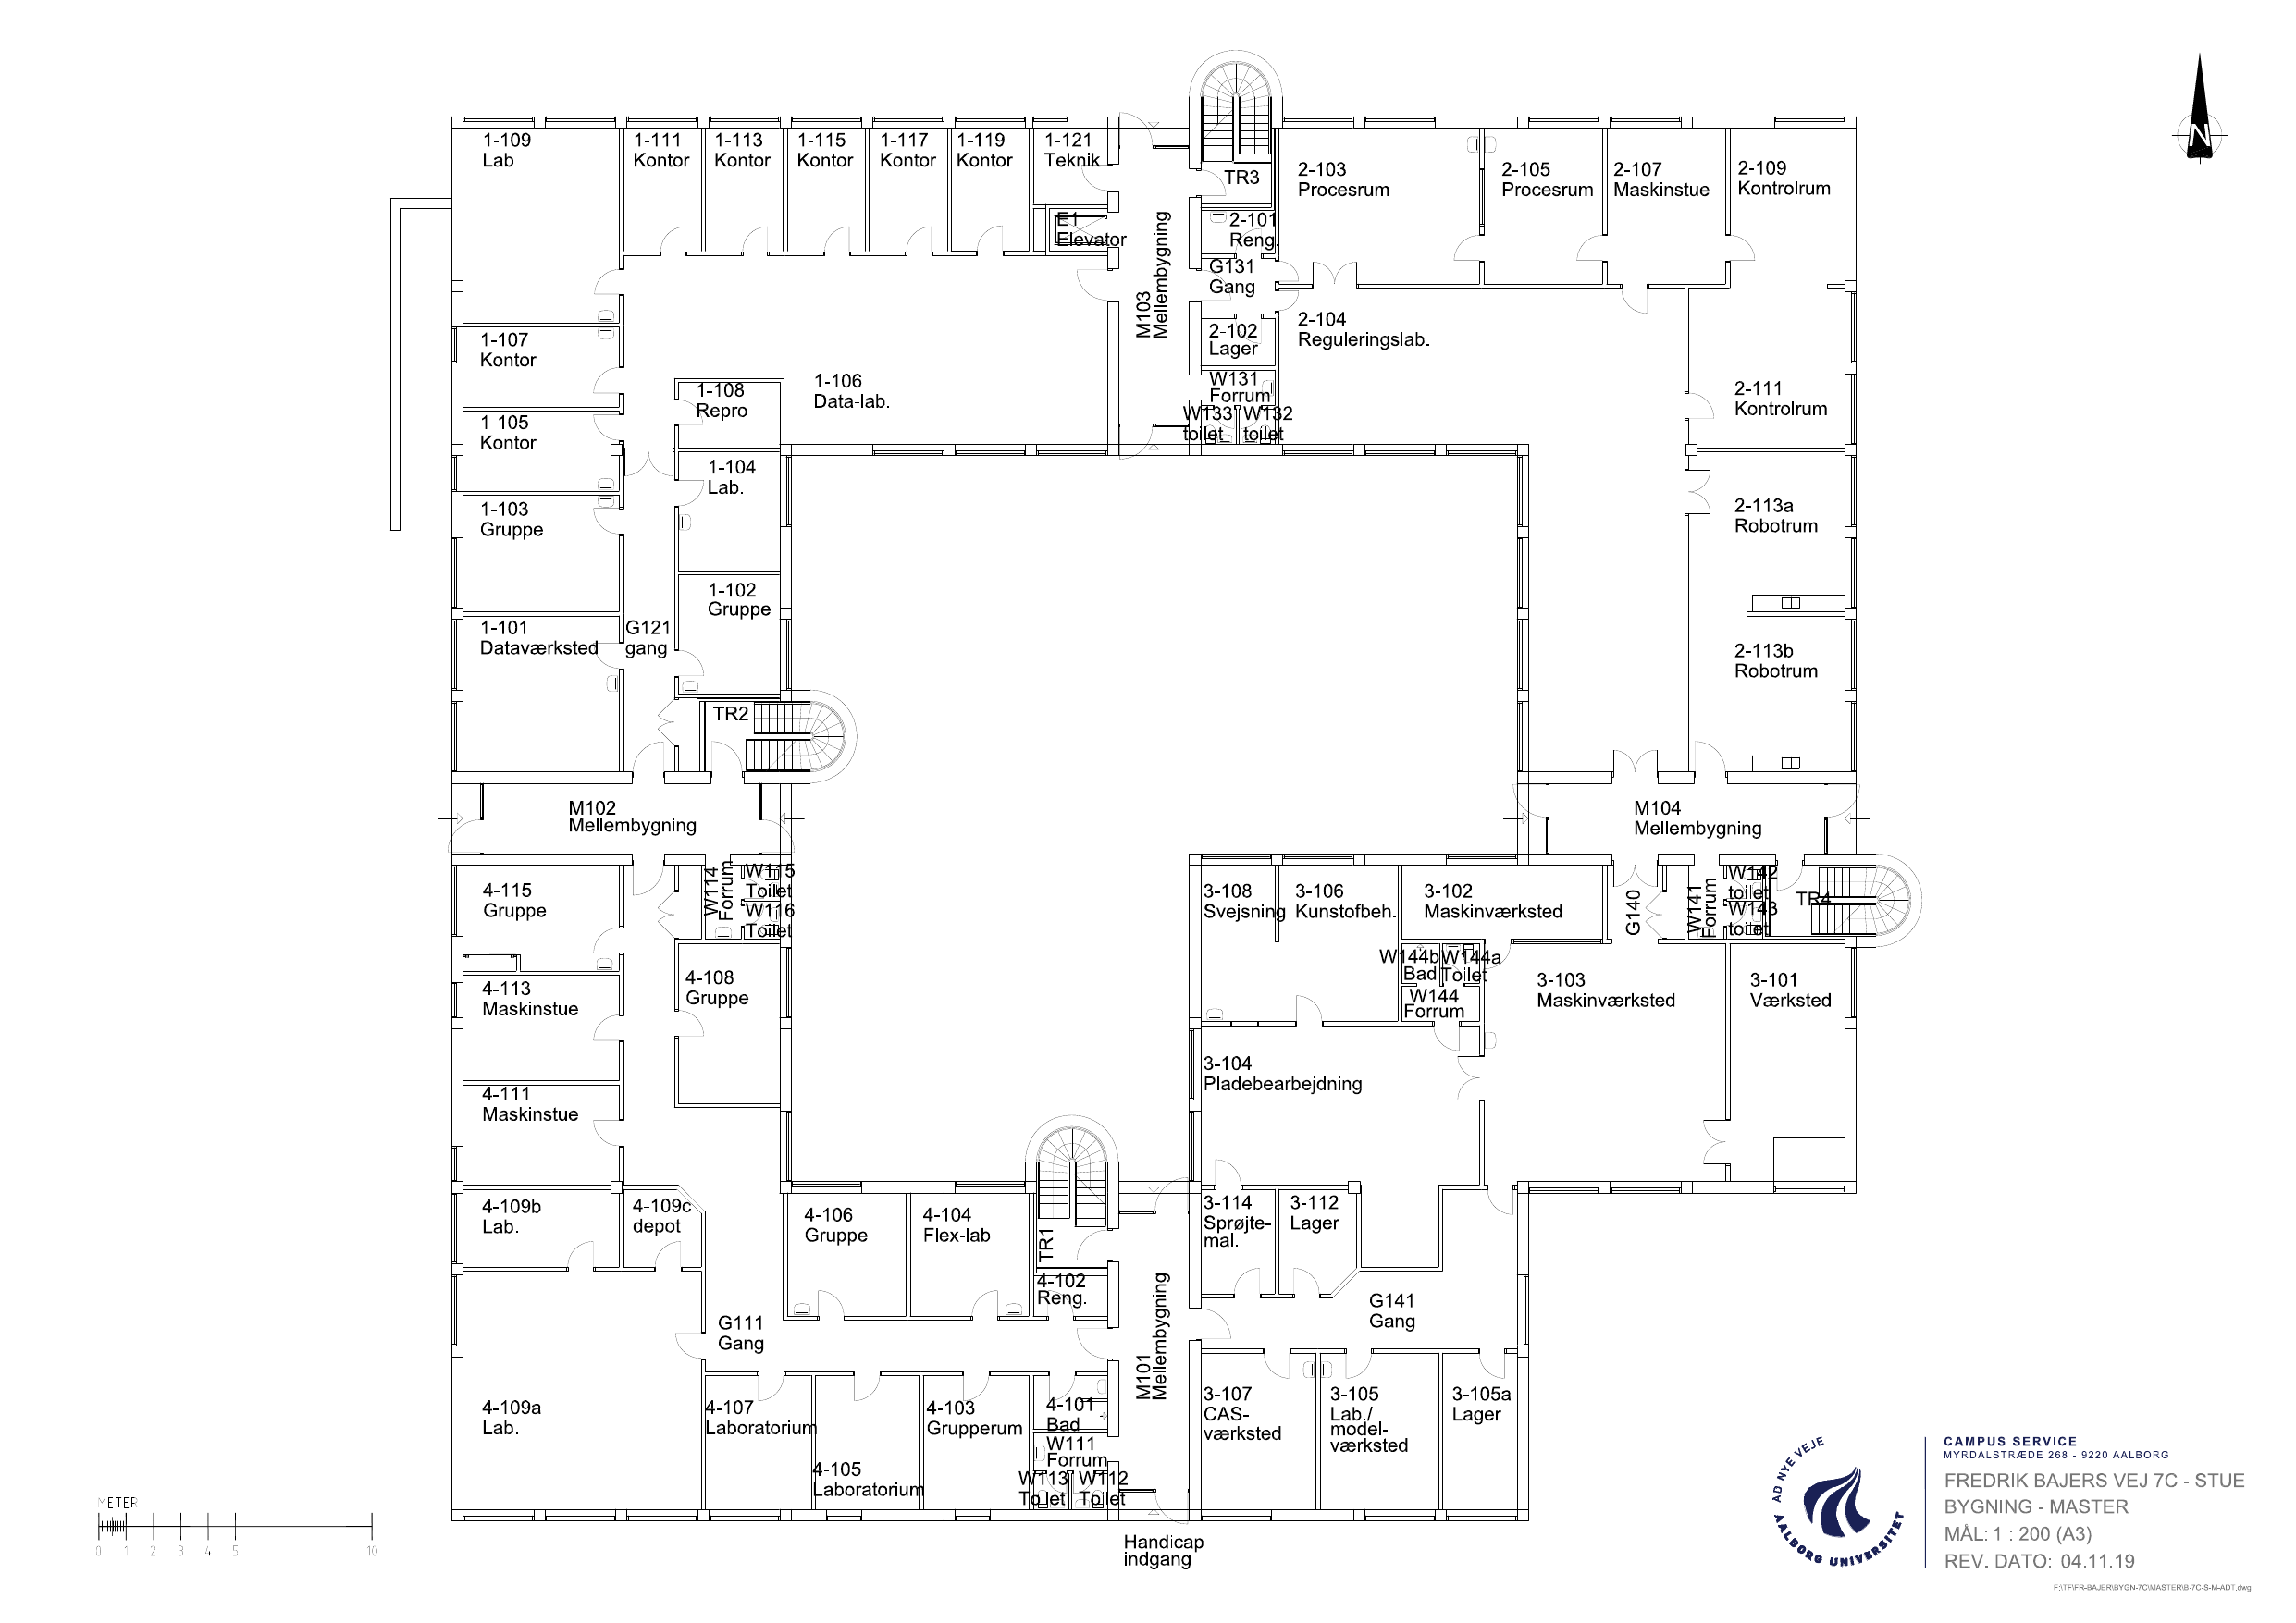 N
1-109
Lab
1-111
Kontor
1-113
Kontor
1-115
Kontor
1-117
Kontor
1-119
Kontor
1-121
Teknik
E1
Elevator
TR3
2-101
Reng.
G131
Gang
2-102
Lager
W131
Forrum
W133
toilet
W132
toilet
M103
Mellembygning
2-103
Procesrum
2-105
Procesrum
2-107
Maskinstue
2-109
Kontrolrum
2-104
Reguleringslab.
2-111
Kontrolrum
1-107
Kontor
1-105
Kontor
1-108
Repro
1-106
Data-lab.
1-104
Lab.
1-103
Gruppe
1-102
Gruppe
1-101
Dataværksted
G121
gang
TR2
2-113a
Robotrum
2-113b
Robotrum
M102
Mellembygning
M104
Mellembygning
4-115
Gruppe
W114
Forrum
W115
Toilet
W116
Toilet
4-108
Gruppe
4-113
Maskinstue
4-111
Maskinstue
3-108
Svejsning
3-106
Kunstofbeh.
3-102
Maskinværksted
G140
W141
Forrum
W142
toilet
W143
toilet
TR4
W144b
Bad
W144a
Toilet
W144
Forrum
3-103
Maskinværksted
3-101
Værksted
3-104
Pladebearbejdning
4-109b
Lab.
4-109c
depot
4-106
Gruppe
4-104
Flex-lab
TR1
4-102
Reng.
3-114
Sprøjte-
mal.
3-112
Lager
G111
Gang
M101
Mellembygning
G141
Gang
4-109a
Lab.
4-107
Laboratorium
4-105
Laboratorium
4-103
Grupperum
4-101
Bad
W111
Forrum
W113
Toilet
W112
Toilet
3-107
CAS-
værksted
3-105
Lab./
model-
værksted
3-105a
Lager
Handicap
indgang
METER
0 1 2 3 4 5 10
AD NYE VEJE
AALBORG UNIVERSITET
CAMPUS SERVICE
MYRDALSTRÆDE 268 - 9220 AALBORG
FREDRIK BAJERS VEJ 7C - STUE
BYGNING - MASTER
MÅL: 1 : 200 (A3)
REV. DATO: 04.11.19
F:\TF\FR-BAJER\BYGN-7C\MASTER\B-7C-S-M-ADT.dwg